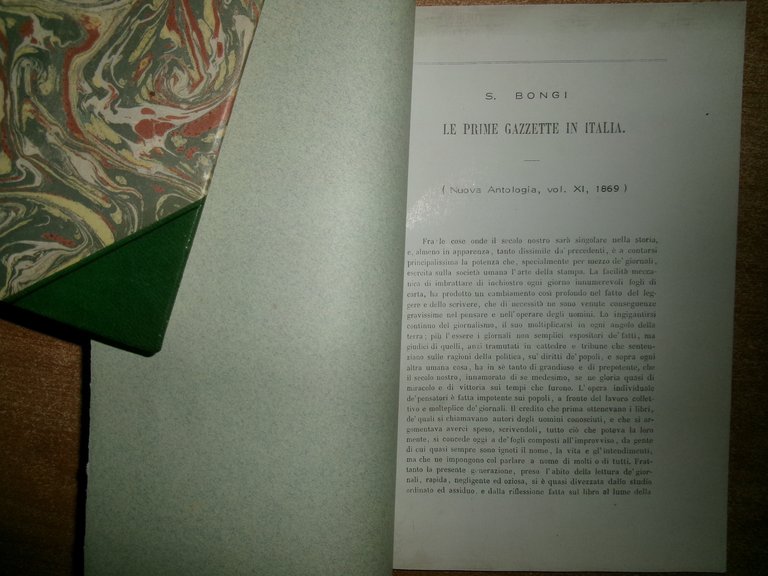 S. BONGI
LE PRIME GAZZETTE IN ITALIA.
( Nuova Antologia, vol. XI, 1869 )
Fra le cose onde il secolo nostro sarà singolare nella storia,
e, almeno in apparenza, tanto dissimile da' precedenti, è a contarsi
principalissima la potenza che, specialmente per mezzo de' giornali,
esercita sulla società umana l'arte della stampa. La facilità mecca-
nica di imbrattare di inchiostro ogni giorno innumerevoli fogli di
carta, ha prodotto un cambiamento così profondo nel fatto del leg-
gere e dello scrivere, che di necessità ne sono venute conseguenze
gravissime nel pensare e nell'operare degli uomini. Lo ingigantirsi
continuo del giornalismo, il suo moltiplicarsi in ogni angolo della
terra; più l'essere i giornali non semplici espositori de' fatti, ma
giudici di quelli, anzi tramutati in cattedre e tribune che senten-
ziano sulle ragioni della politica, su' diritti de' popoli, e sopra ogni
altra umana cosa, ha in sè tanto di grandioso e di prepotente, che
il secolo nostro, innamorato di se medesimo, se ne gloria quasi di
miracolo e di vittoria sui tempi che furono. L'opera individuale
de' pensatori è fatta impotente sui popoli, a fronte del lavoro collet-
tivo e molteplice de' giornali. Il credito che prima ottenevano i libri,
de' quali si chiamavano autori degli uomini conosciuti, e che si ar-
gomentava averci speso, scrivendoli, tutto ciò che poteva la loro
mente, si concede oggi a de' fogli composti all'improvviso, da gente
di cui quasi sempre sono ignoti il nome, la vita e gl'intendimenti,
ma che ne impongono col parlare a nome di molti o di tutti. Frat-
tanto la presente generazione, preso l'abito della lettura de' gior-
nali, rapida, negligente ed oziosa, si è quasi divezzata dallo studio
ordinato ed assiduo, e dalla riflessione fatta sul libro al lume della